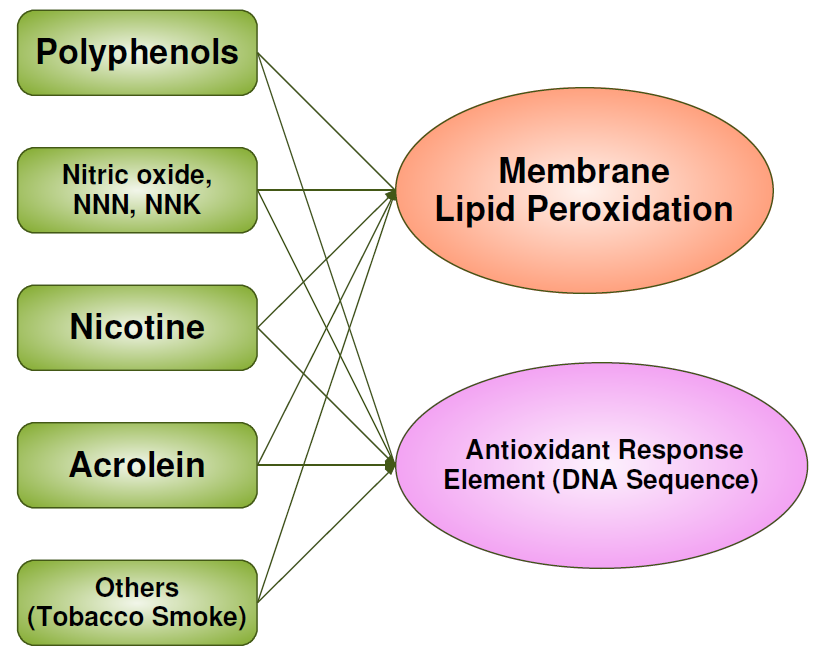 Polyphenols
Nitric oxide,
NNN, NNK
Nicotine
Acrolein
Others
(Tobacco Smoke)
Membrane
Lipid Peroxidation
Antioxidant Response
Element (DNA Sequence)